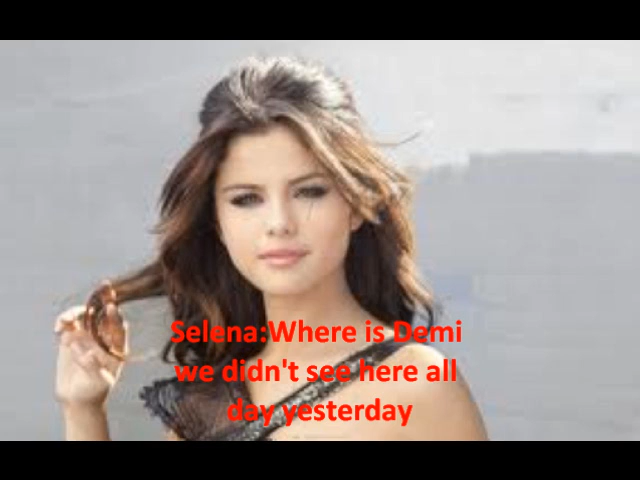 Selena:Where is Demi
we didn't see here all
day yesterday